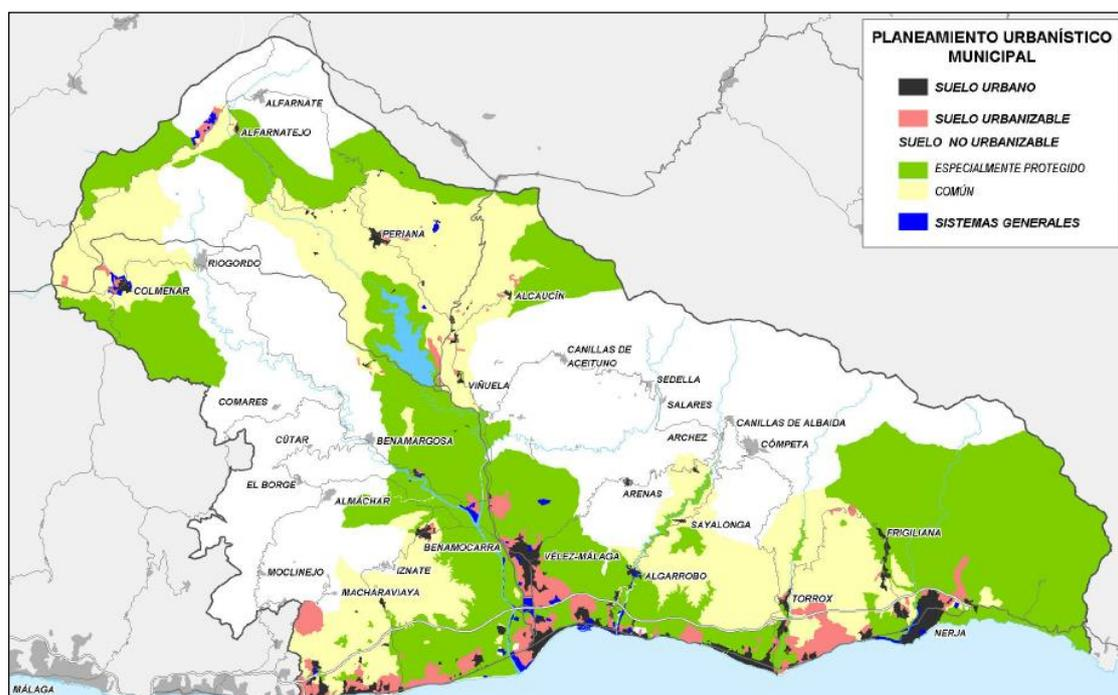 PLANEAMIENTO URBANÍSTICO
MUNICIPAL
SUELO URBANO
SUELO URBANIZABLE
SUELO NO URBANIZABLE
ESPECIALMENTE PROTEGIDO
COMÚN
SISTEMAS GENERALES
ALFARNATE
ALFARNATEJO
PERIANA
RIOGORDO
COLMENAR
ALCAUCÍN
CANILLAS DE
ACEITUNO
VIÑUELA
SEDELLA
SALARES
COMARES
CANILLAS DE ALBAIDA
CÚTAR
BENAMARGOSA
ARCHEZ
CÓMPETA
EL BORGE
ALMÁCHAR
ARENAS
SAYALONGA
FRIGILIANA
BENAMOCARRA
VÉLEZ-MÁLAGA
IZNATE
MOCLINEJO
ALGARROBO
MACHARAVIAYA
TORROX
NERJA
MÁLAGA